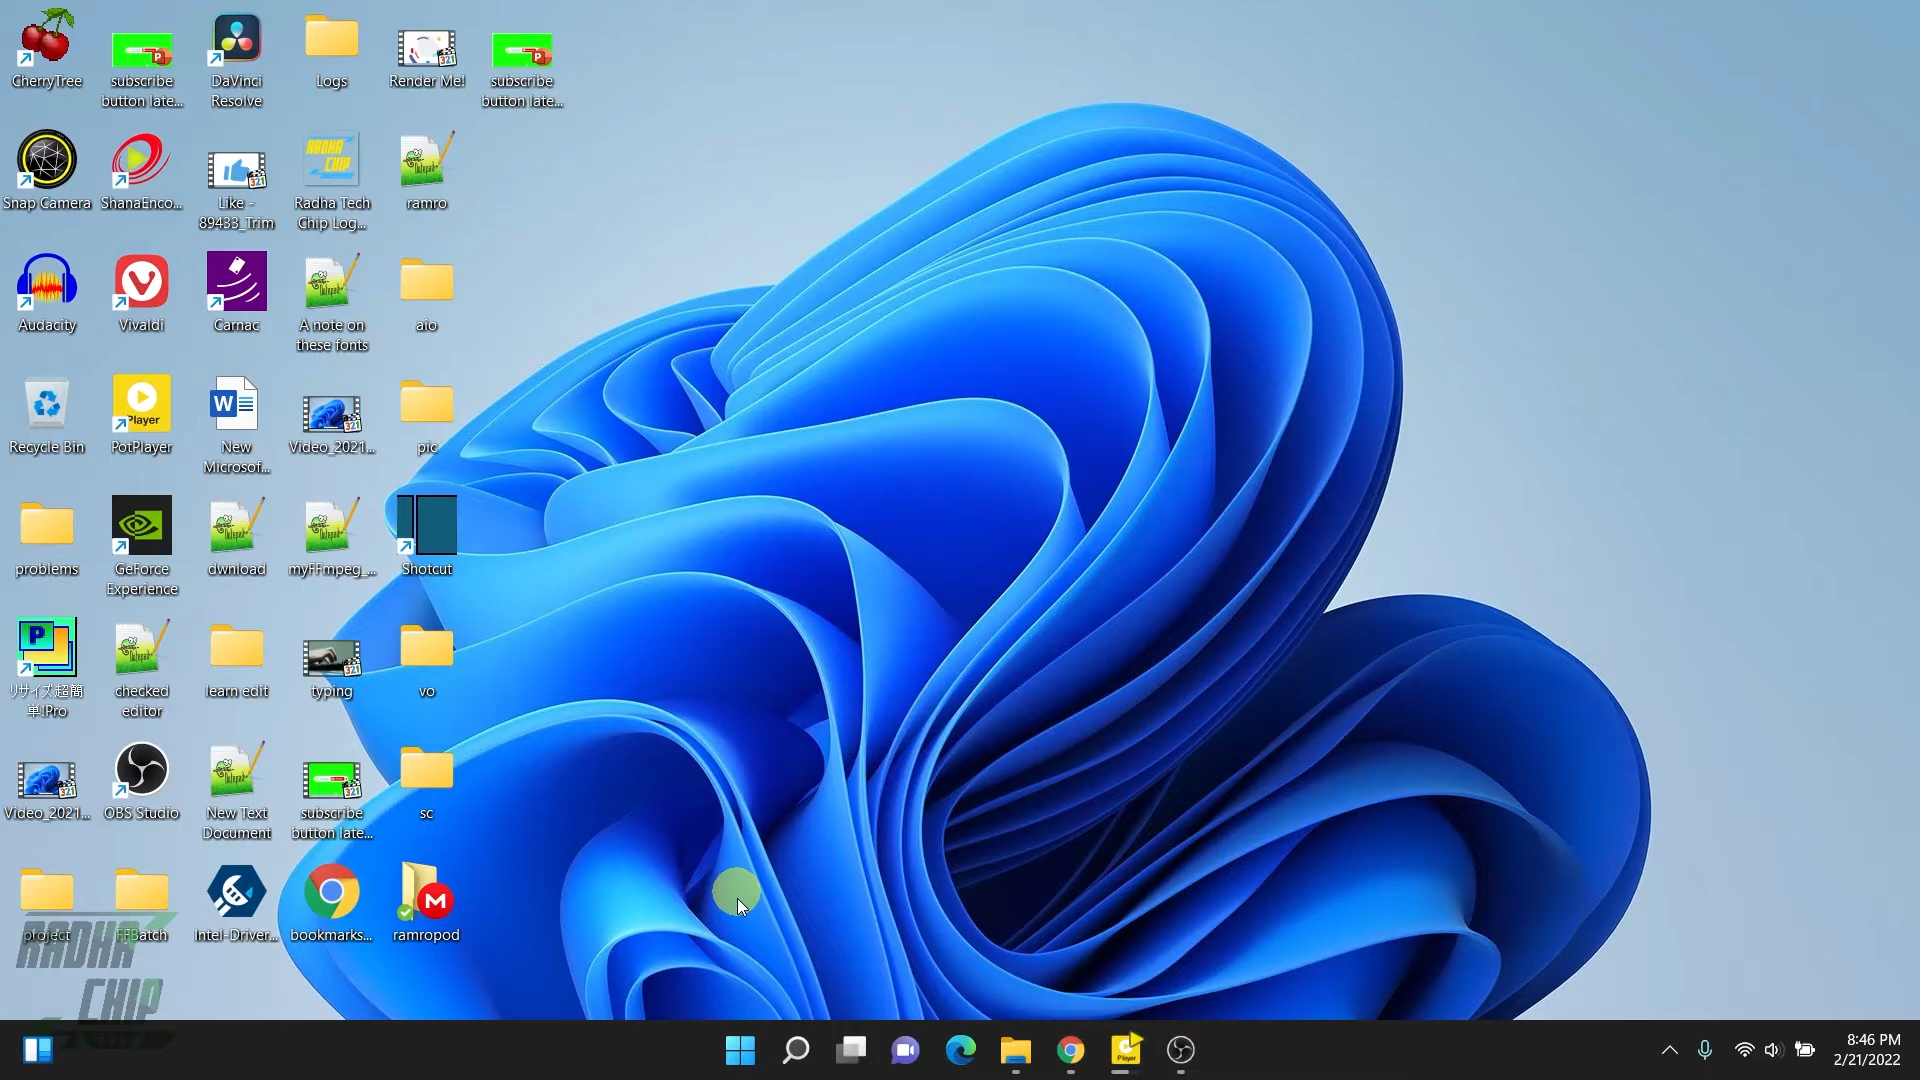 CherryTree
subscribe
button late...
DaVinci
Resolve
Logs
Render Me!
subscribe
button late...
Snap Camera
ShanaEnco...
Like -
89433_Trim
RADHA
CHIP
Radha Tech
Chip Log...
ramro
Audacity
Vivaldi
Carnac
A note on
these fonts
aio
Recycle Bin
Player
PotPlayer
W
New
Microsof...
Video_2021...
pic
problems
GeForce
Experience
dwnload
myFFmpeg_...
Shotcut
P
リサイズ超簡
単!Pro
checked
editor
learn edit
typing
vo
Video_2021...
OBS Studio
New Text
Document
subscribe
button late...
sc
project
FFBatch
Intel-Driver...
bookmarks...
M
ramropod
RADHA
CHIP
Player
8:46 PM
2/21/2022